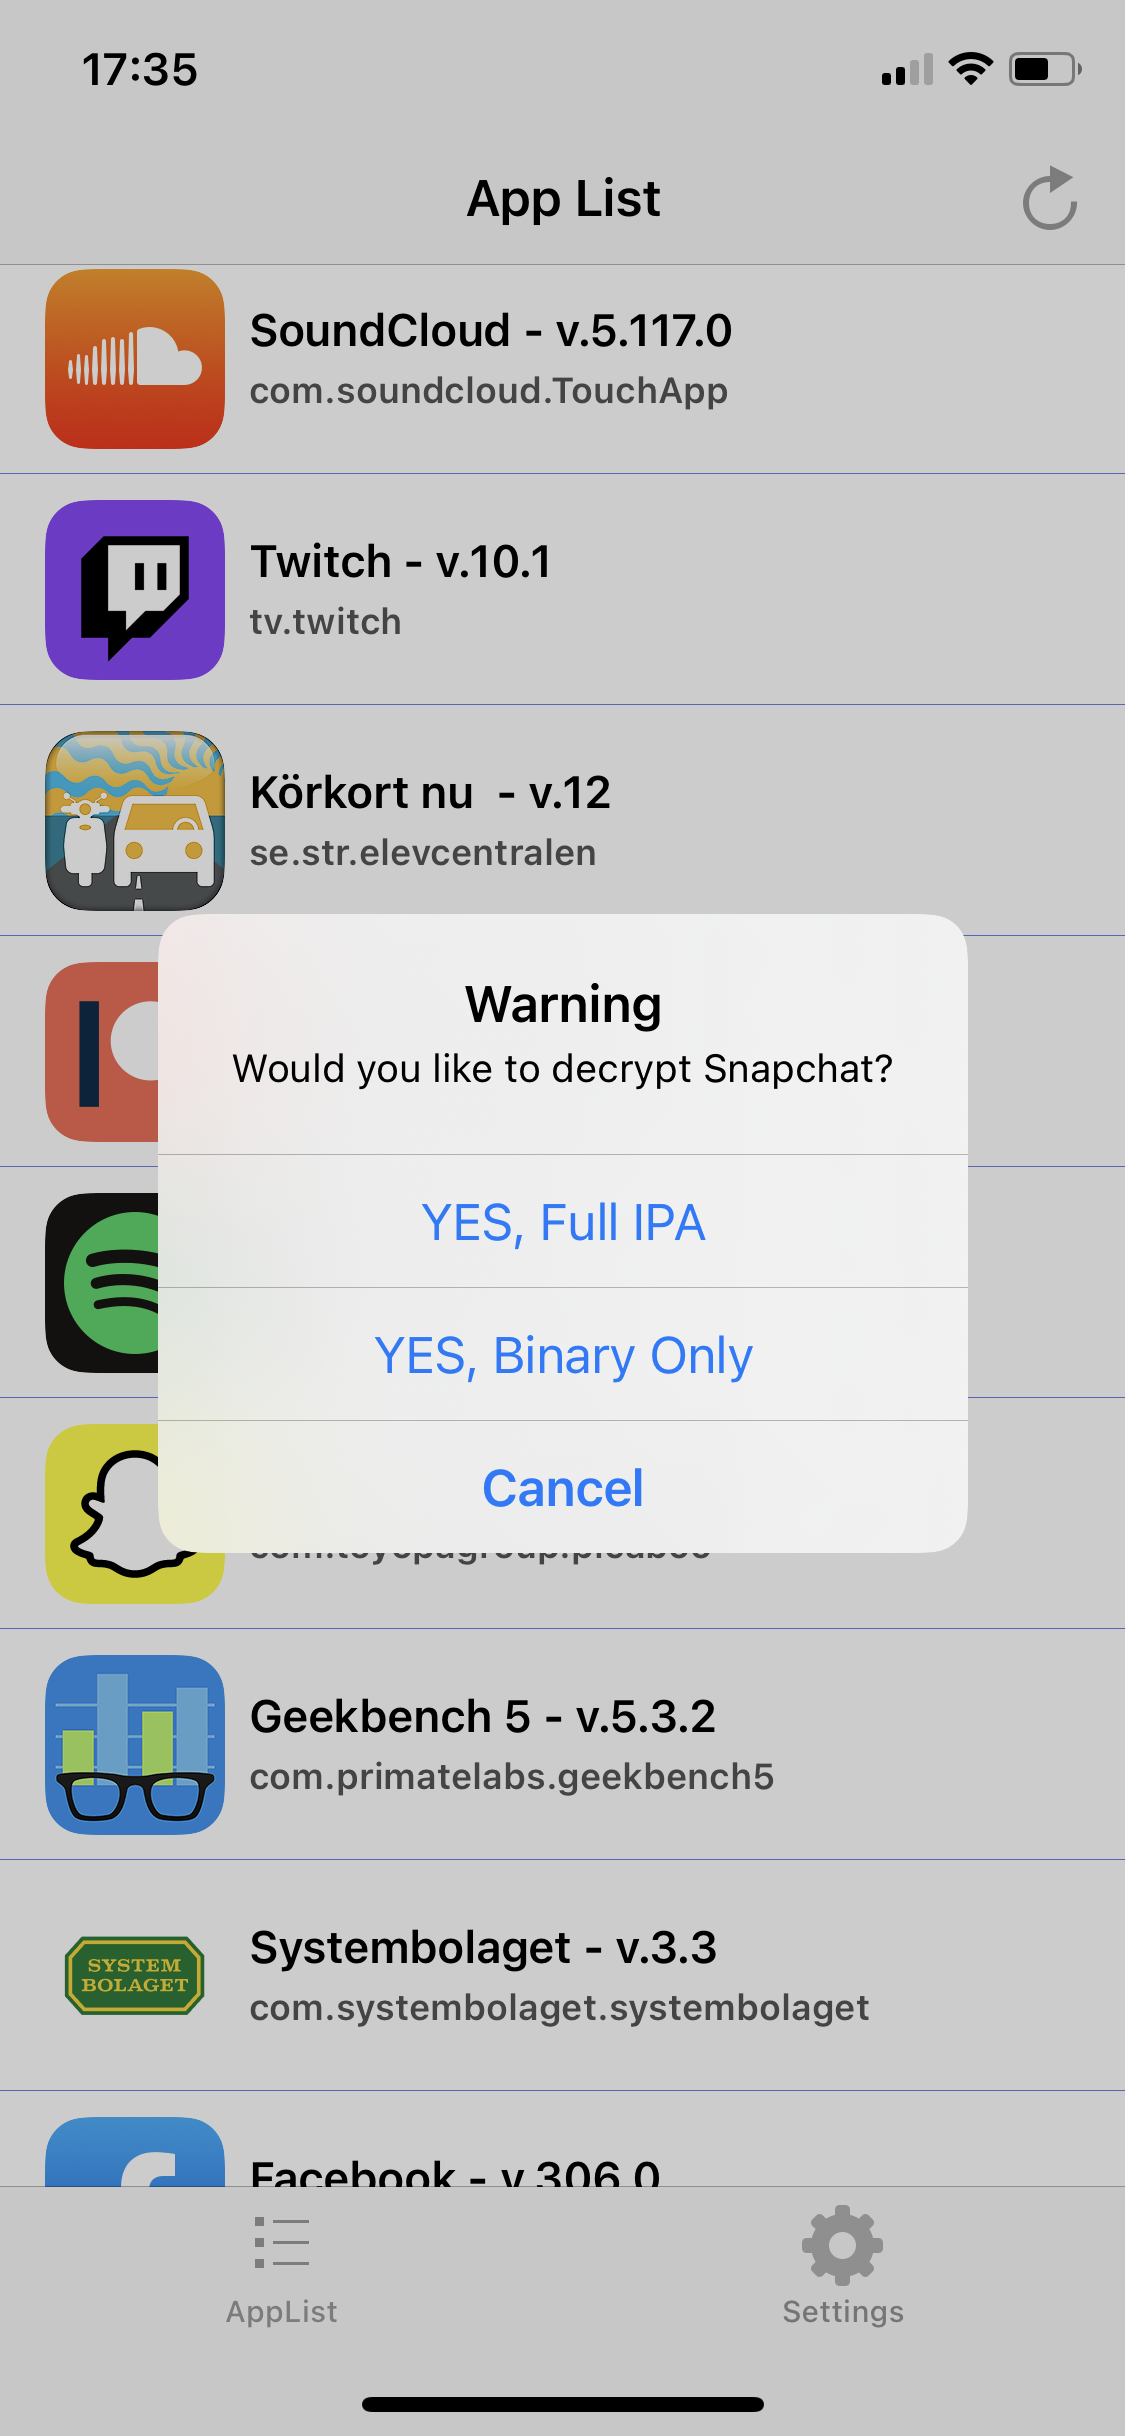 17:35
App List
SoundCloud - v.5.117.0
com.soundcloud.TouchApp
Twitch - v.10.1
tv.twitch
Körkort nu  - v.12
se.str.elevcentralen
Warning
Would you like to decrypt Snapchat?
YES, Full IPA
YES, Binary Only
Cancel
Geekbench 5 - v.5.3.2
com.primatelabs.geekbench5
SYSTEM
BOLAGET
Systembolaget - v.3.3
com.systembolaget.systembolaget
Facebook - v.306.0
AppList
Settings